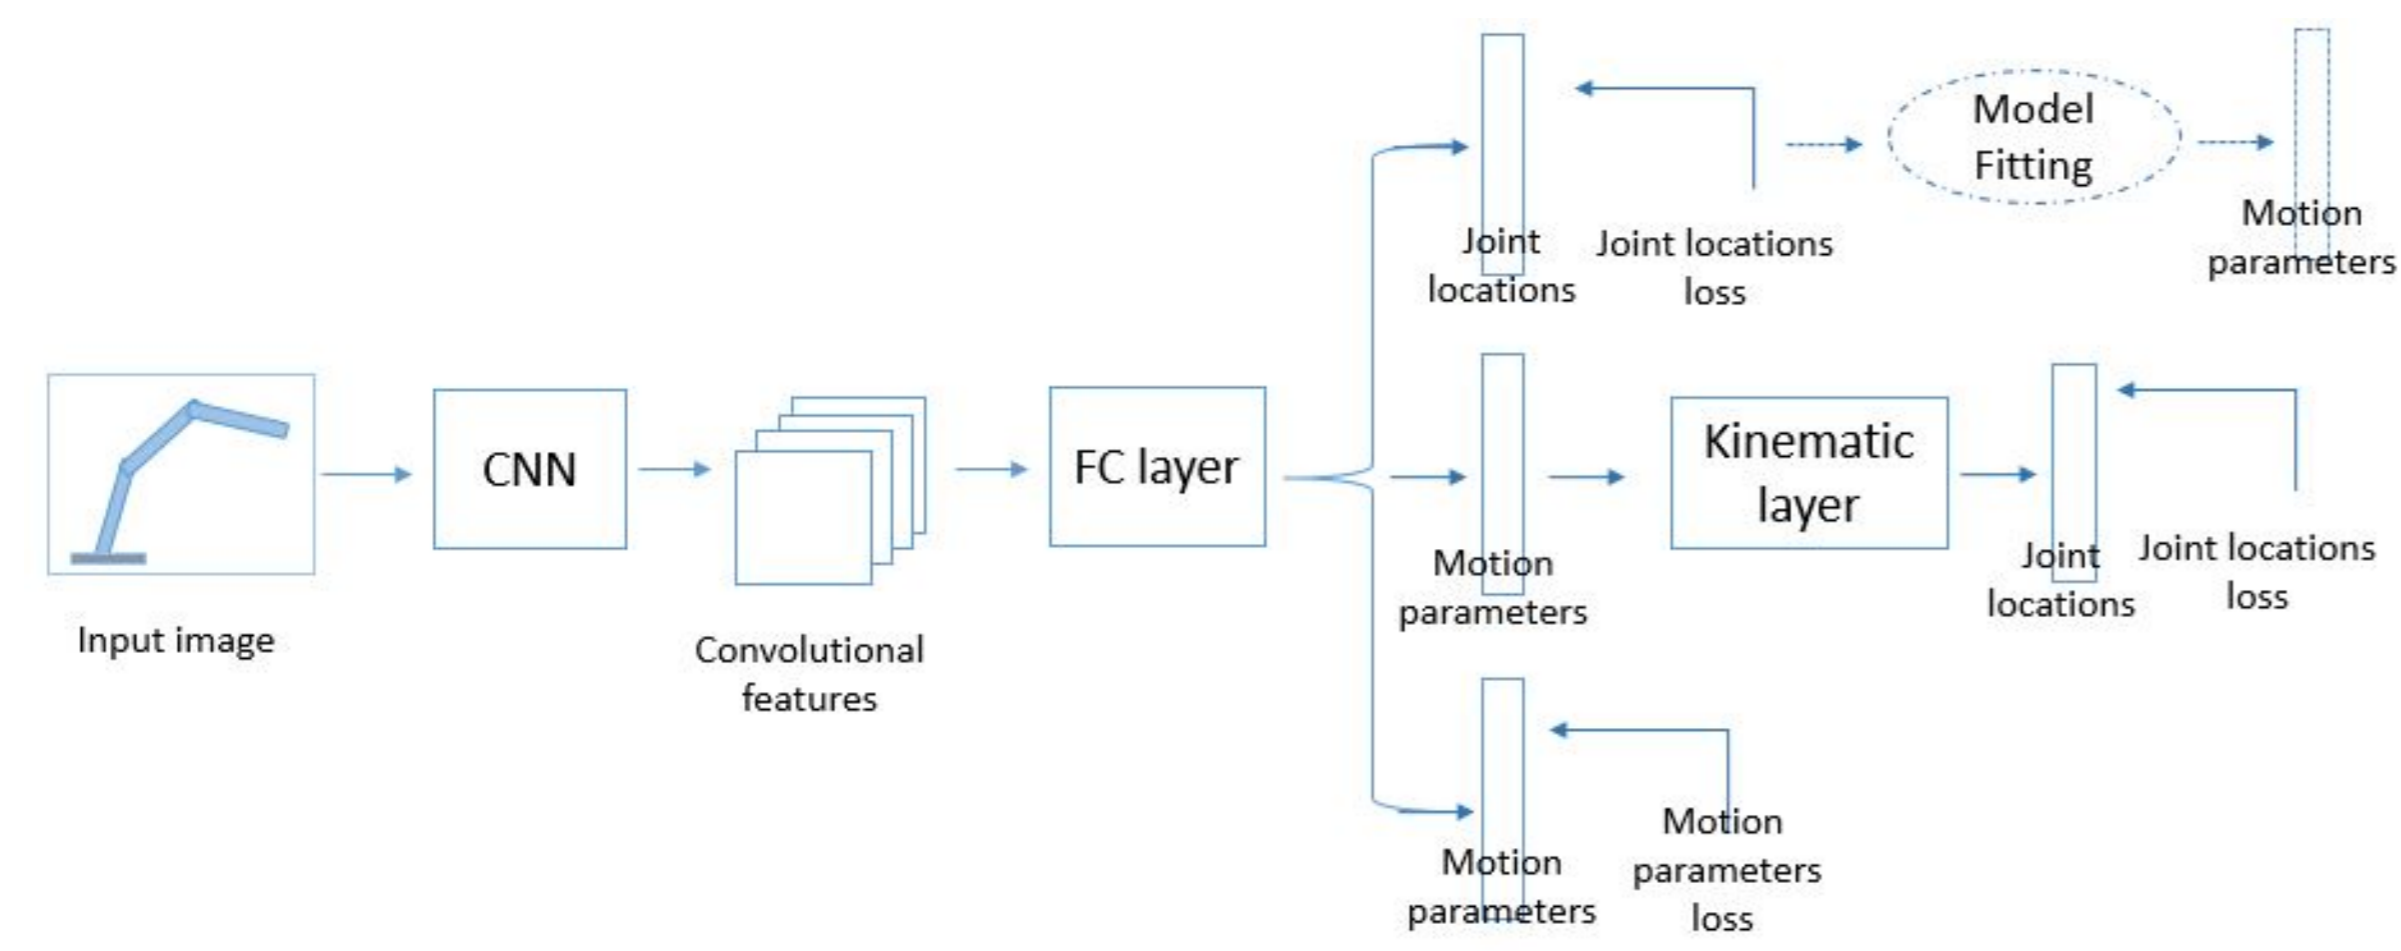 Input image
CNN
Convolutional
features
FC layer
Joint
locations
Joint locations
loss
Model
Fitting
Motion
parameters
Motion
parameters
Kinematic
layer
Joint
locations
Joint locations
loss
Motion
parameters
Motion
parameters
loss